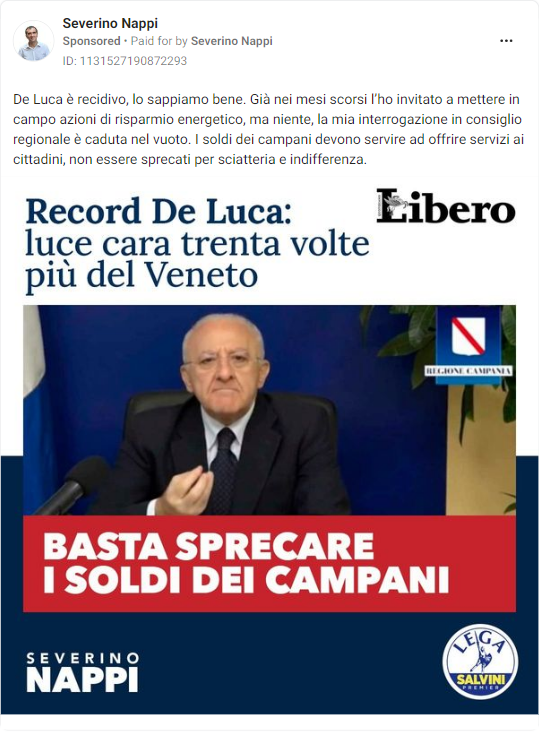 Severino Nappi
Sponsored • Paid for by Severino Nappi
ID: 1131527190872293
De Luca è recidivo, lo sappiamo bene. Già nei mesi scorsi l'ho invitato a mettere in
campo azioni di risparmio energetico, ma niente, la mia interrogazione in consiglio
regionale è caduta nel vuoto. I soldi dei campani devono servire ad offrire servizi ai
cittadini, non essere sprecati per sciatteria e indifferenza.
Record De Luca:
luce cara trenta volte
più del Veneto
Libero
REGIONE CAMPANIA
BASTA SPRECARE
I SOLDI DEI CAMPANI
SEVERINO
NAPPI
LEGA
SALVINI
PREMIER